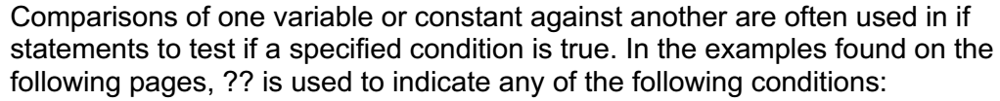 Comparisons of one variable or constant against another are often used in if
statements to test if a specified condition is true. In the examples found on the
following pages, ?? is used to indicate any of the following conditions: